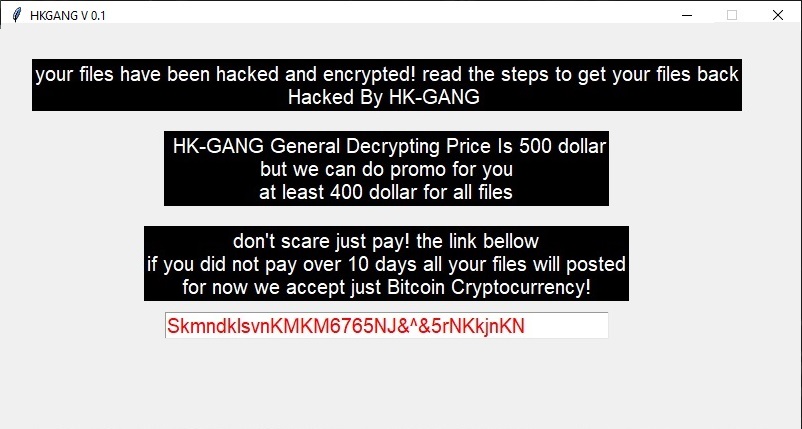 HKGANG V 0.1
your files have been hacked and encrypted! read the steps to get your files back
Hacked By HK-GANG
HK-GANG General Decrypting Price Is 500 dollar
but we can do promo for you
at least 400 dollar for all files
don't scare just pay! the link bellow
if you did not pay over 10 days all your files will posted
for now we accept just Bitcoin Cryptocurrency!
SkmndklsvnKMKM6765NJ&^&5rNKkjnKN